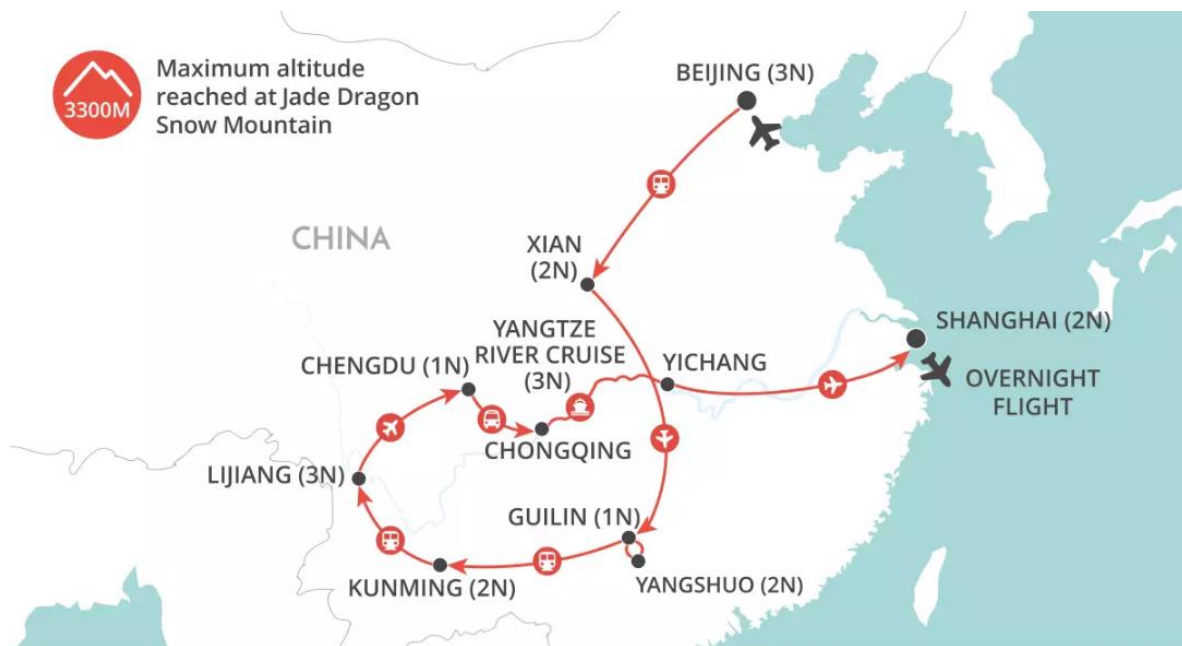 3300M
Maximum altitude
reached at Jade Dragon
Snow Mountain
BEIJING (3N)
CHINA
XIAN
(2N)
SHANGHAI (2N)
YANGTZE
RIVER CRUISE
(3N)
YICHANG
CHENGDU (1N)
OVERNIGHT
FLIGHT
CHONGQING
LIJIANG (3N)
GUILIN (1N)
KUNMING (2N)
YANGSHUO (2N)